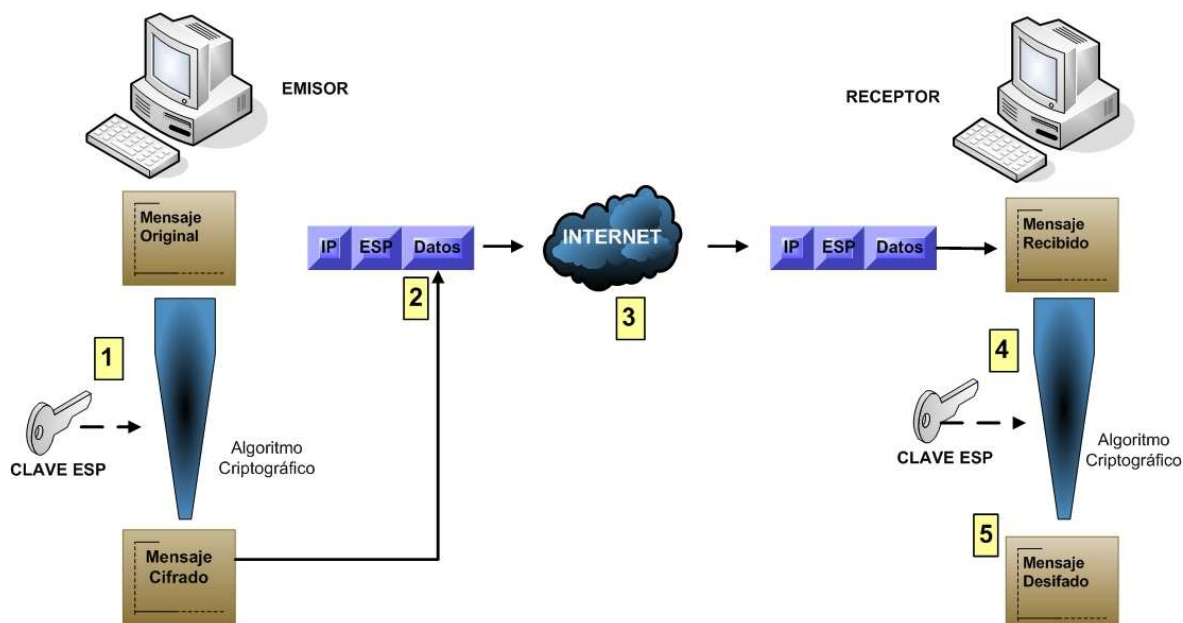 EMISOR
RECEPTOR
Mensaje
Original
IP ESP Datos
INTERNET
IP ESP Datos
Mensaje
Recibido
2
3
1
4
CLAVE ESP
Algoritmo
Criptográfico
CLAVE ESP
Algoritmo
Criptográfico
Mensaje
Cifrado
5
Mensaje
Desifado